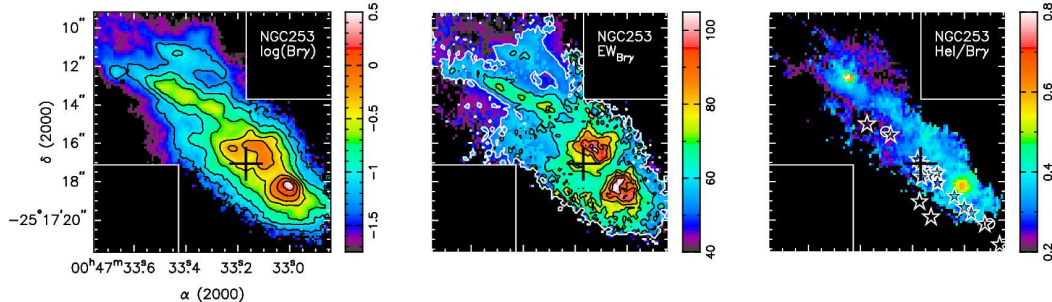 NGC253
log(Brγ)
NGC253
EW_Brγ
NGC253
HeI/Brγ
9"
10"
12"
14"
16"
18"
−25°17'20"
δ (2000)
00ʰ47ᵐ33ˢ.6
33ˢ.4
33ˢ.2
33ˢ.0
α (2000)
0.5
0
−0.5
−1
−1.5
100
80
60
40
0.8
0.6
0.4
0.2